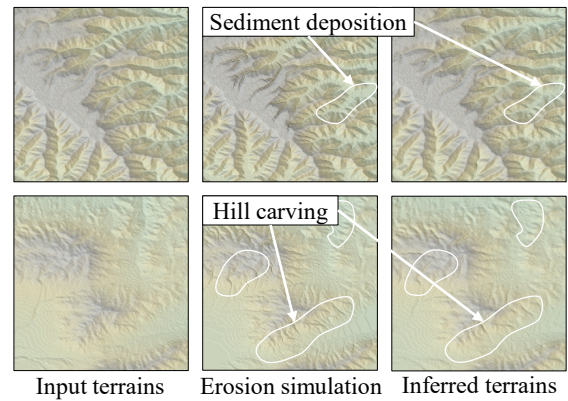 Sediment deposition
Hill carving
Input terrains
Erosion simulation
Inferred terrains